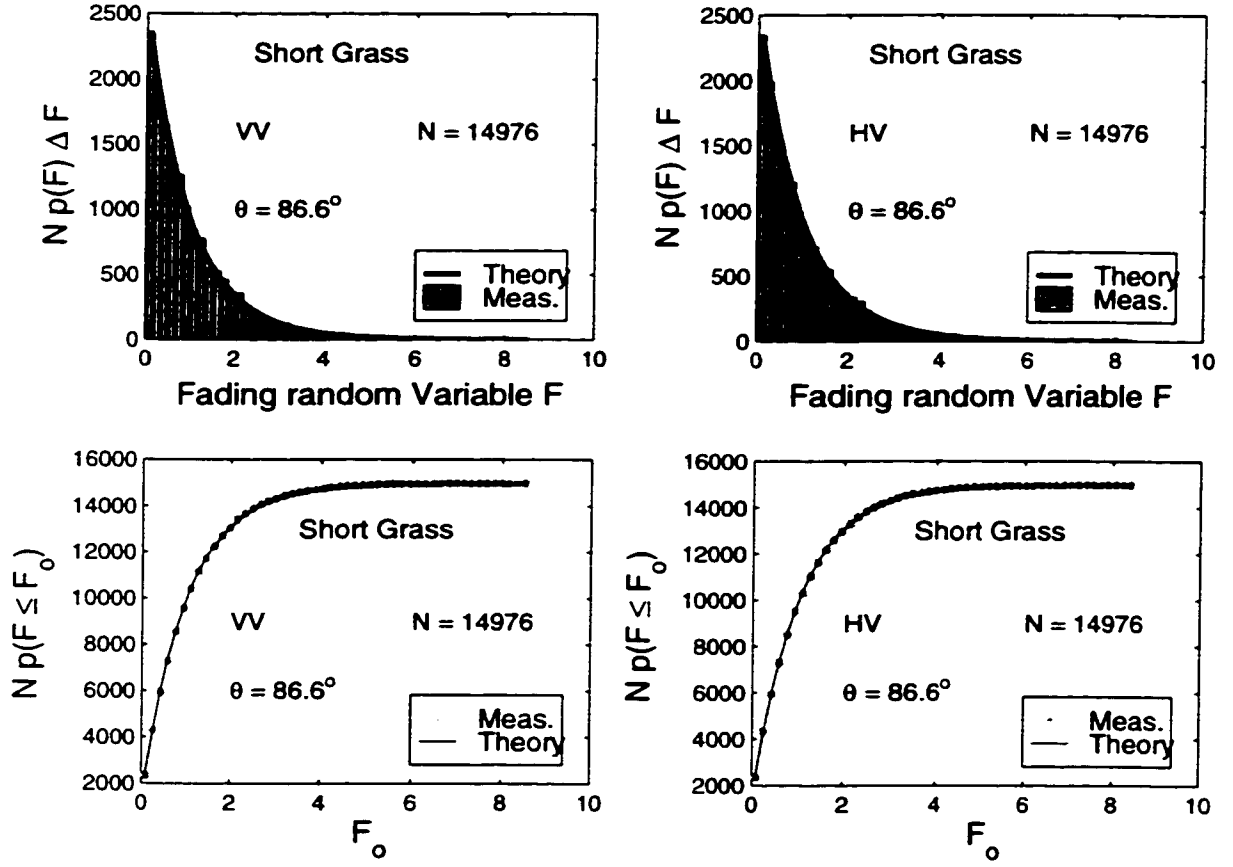 2500
2000
1500
1000
500
0
0 2 4 6 8 10
N p(F) Δ F
Short Grass
VV N = 14976
θ = 86.6°
Theory
Meas.
Fading random Variable F
2500
2000
1500
1000
500
0
0 2 4 6 8 10
N p(F) Δ F
Short Grass
HV N = 14976
θ = 86.6°
Theory
Meas.
Fading random Variable F
16000
14000
12000
10000
8000
6000
4000
2000
0 2 4 6 8 10
N p(F ≤ F_o)
Short Grass
VV N = 14976
θ = 86.6°
Meas.
Theory
F_o
16000
14000
12000
10000
8000
6000
4000
2000
0 2 4 6 8 10
N p(F ≤ F_o)
Short Grass
HV N = 14976
θ = 86.6°
Meas.
Theory
F_o